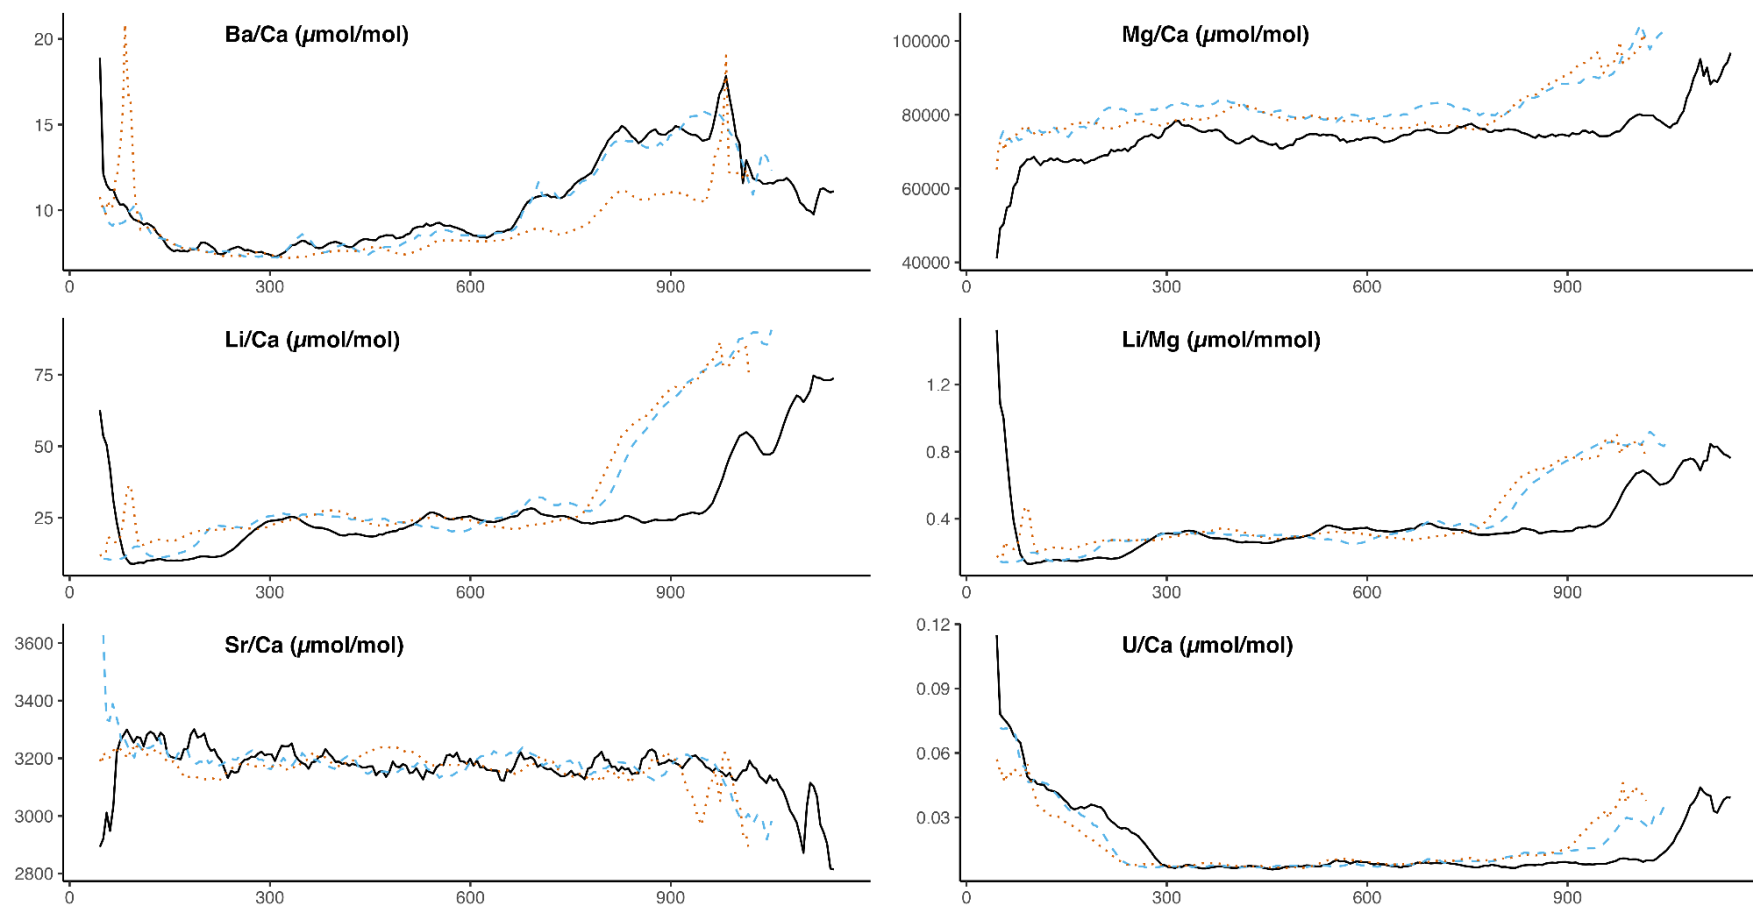 Ba/Ca (µmol/mol)
20
15
10
0 300 600 900
Mg/Ca (µmol/mol)
100000
80000
60000
40000
0 300 600 900
Li/Ca (µmol/mol)
75
50
25
0 300 600 900
Li/Mg (µmol/mmol)
1.2
0.8
0.4
0 300 600 900
Sr/Ca (µmol/mol)
3600
3400
3200
3000
2800
0 300 600 900
U/Ca (µmol/mol)
0.12
0.09
0.06
0.03
0 300 600 900